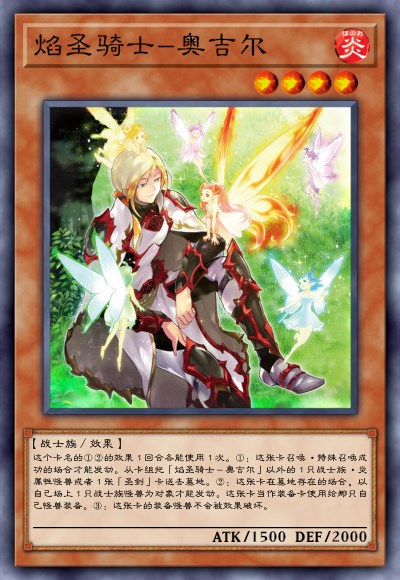 焰圣骑士-奥吉尔
ほのお
炎
【战士族/效果】
这个卡名的①②的效果1回合各能使用1次。①：这张卡召唤·特殊召唤成
功的场合才能发动。从卡组把「焰圣骑士-奥吉尔」以外的1只战士族·炎
属性怪兽或者1张「圣剑」卡送去墓地。②：这张卡在墓地存在的场合，以
自己场上1只战士族怪兽为对象才能发动。这张卡当作装备卡使用给那只自
己怪兽装备。③：这张卡的装备怪兽不会被效果破坏。
ATK/1500 DEF/2000